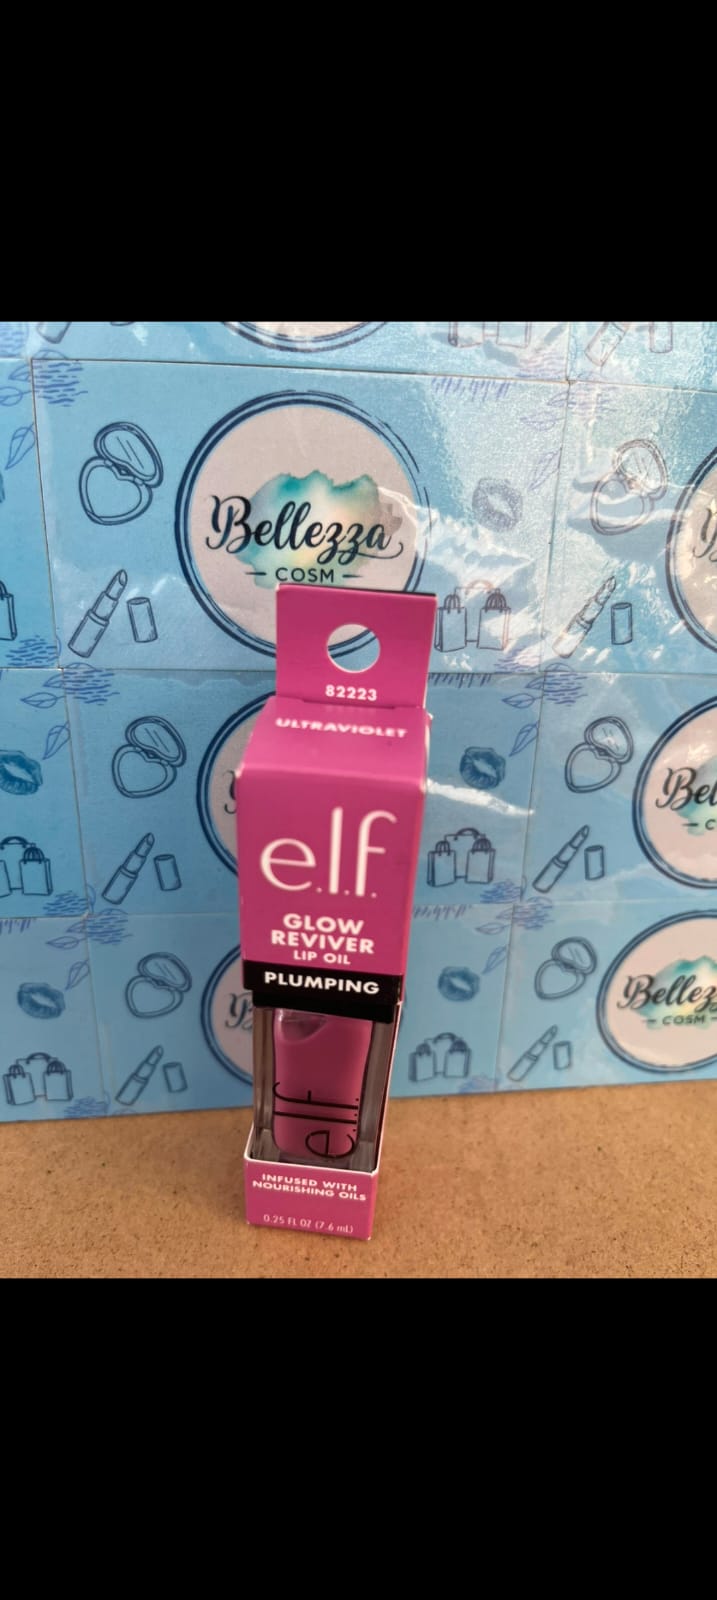 Bellezza
COSM
82223
ULTRAVIOLET
e.l.f.
GLOW
REVIVER
LIP OIL
PLUMPING
e.l.f.
INFUSED WITH
NOURISHING OILS
0.25 FL OZ (7.6 mL)
Bel
C
Bellez
COSM